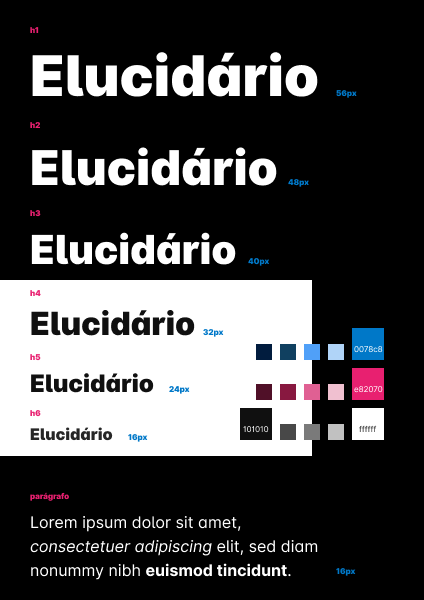 h1
Elucidário
56px
h2
Elucidário
48px
h3
Elucidário
40px
h4
Elucidário
32px
h5
Elucidário
24px
h6
Elucidário
16px
0078c8
e82070
101010
ffffff
parágrafo
Lorem ipsum dolor sit amet,
consectetuer adipiscing elit, sed diam
nonummy nibh euismod tincidunt.
16px